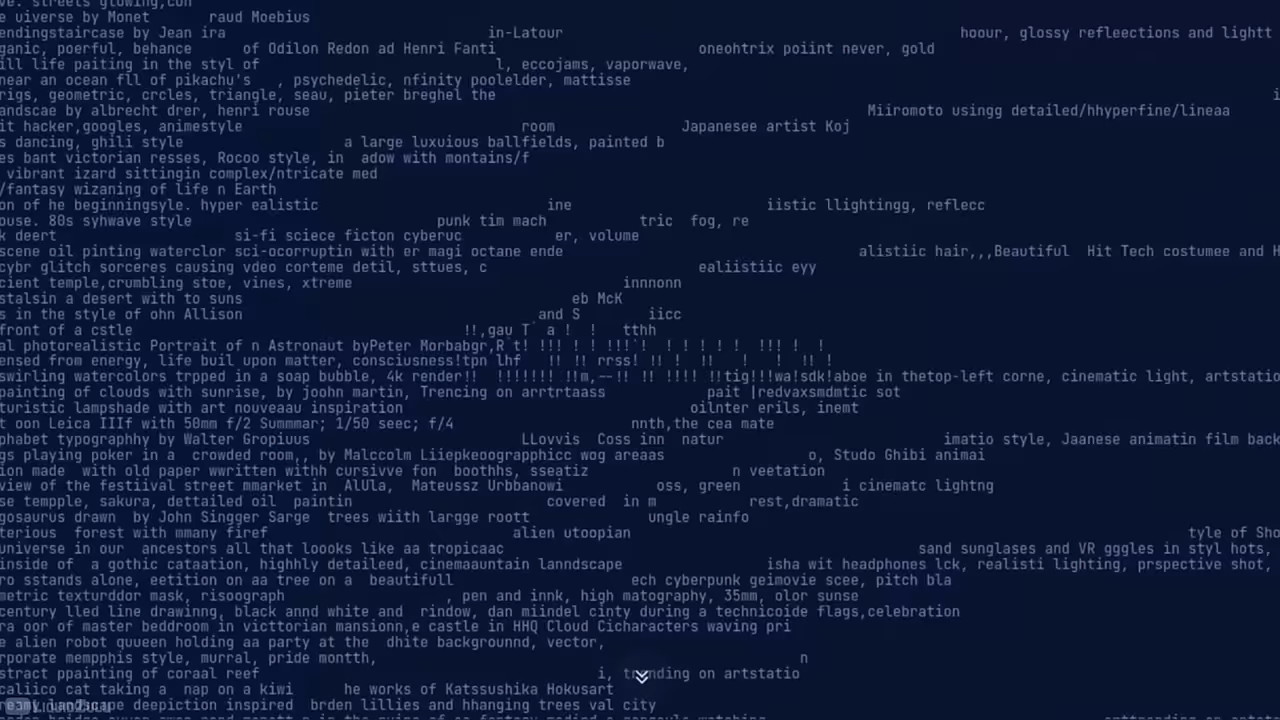 ve. streets glowing,con
e uiverse by Monet raud Moebius
endingstaircase by Jean ira in-Latour hoour, glossy refleections and lightt
ganic, poerful, behance of Odilon Redon ad Henri Fanti oneohtrix poiint never, gold
ill life paiting in the styl of l, eccojams, vaporwave,
near an ocean fll of pikachu's , psychedelic, nfinity poolelder, mattisse
rigs, geometric, crcles, triangle, seau, pieter breghel the i
andscae by albrecht drer, henri rouse Miiromoto usingg detailed/hhyperfine/lineaa
it hacker,googles, animestyle room Japanesee artist Koj
s dancing, ghili style a large luxuious ballfields, painted b
es bant victorian resses, Rocoo style, in adow with montains/f
vibrant izard sittingin complex/ntricate med
/fantasy wizaning of life n Earth
on of he beginningsyle. hyper ealistic ine iistic llightingg, reflecc
ouse. 80s syhwave style punk tim mach tric fog, re
k deert si-fi sciece ficton cyberuc er, volume
scene oil pinting waterclor sci-ocorruptin with er magi octane ende alistiic hair,,,Beautiful Hit Tech costumee and H
cybr glitch sorceres causing vdeo corteme detil, sttues, c ealiistiic eyy
cient temple,crumbling stoe, vines, xtreme innnonn
stalsin a desert with to suns eb McK
s in the style of ohn Allison and S iicc
front of a cstle !!,gau T a ! ! tthh
al photorealistic Portrait of n Astronaut byPeter Morbabgr,R t! !!! ! ! !!! ! ! ! ! ! !!! ! !
ensed from energy, life buil upon matter, consciousness!tpn lhf !! !! rrss! !! ! !! ! ! ! !
swirling watercolors trpped in a soap bubble, 4k render!! !!!!!!! !!m,~~!! !! !!!! !!tig!!!wa!sdk!aboe in thetop-left corne, cinematic light, artstatio
painting of clouds with sunrise, by joohn martin, Trencing on arrtrtaass pait |redvaxsmdmtic sot
turistic lampshade with art nouveaau inspiration oilnter erils, inemt
t oon Leica IIIf with 50mm f/2 Summmar; 1/50 seec; f/4 nnth,the cea mate
phabet typographhy by Walter Gropiuus LLovvis Coss inn natur imatio style, Jaanese animatin film back
gs playing poker in a crowded room,, by Malccolm Liiepkeeographicc wog areaas o, Studo Ghibi animai
ion made with old paper wwritten withh cursivve fon boothhs, sseatiz n veetation
view of the festiival street mmarket in AlUla, Mateussz Urbbanowi oss, green i cinematc lightng
se tempple, sakura, dettailed oil paintin covered in m rest,dramatic
gosaurus drawn by John Singger Sarge trees wiith largge roott ungle rainfo
terious forest with mmany firef alien utoopian tyle of Sho
universe in our ancestors all that loooks like aa tropicaac sand sunglases and VR gggles in styl hots,
inside of a gothic cataation, highhly detaileed, cinemaauntain lanndscape isha wit headphones lck, realisti lighting, prspective shot,
ro sstands alone, eetition on aa tree on a beautifull ech cyberpunk geimovie scee, pitch bla
metric texturddor mask, risoograph , pen and innk, high matography, 35mm, olor sunse
century lled line drawinng, black annd white and rindow, dan miindel cinty during a technicoide flags,celebration
ra oor of master beddroom in victtorian mansionn,e castle in HHQ Cloud Cicharacters waving pri
e alien robot quueen holding aa party at the dhite backgrounnd, vector,
rporate mempphis style, murral, pride montth, n
stract ppainting of coraal reef i, trending on artstatio
caliico cat taking a nap on a kiwi he works of Katssushika Hokusart
deepiction inspired brden lillies and hhanging trees val city